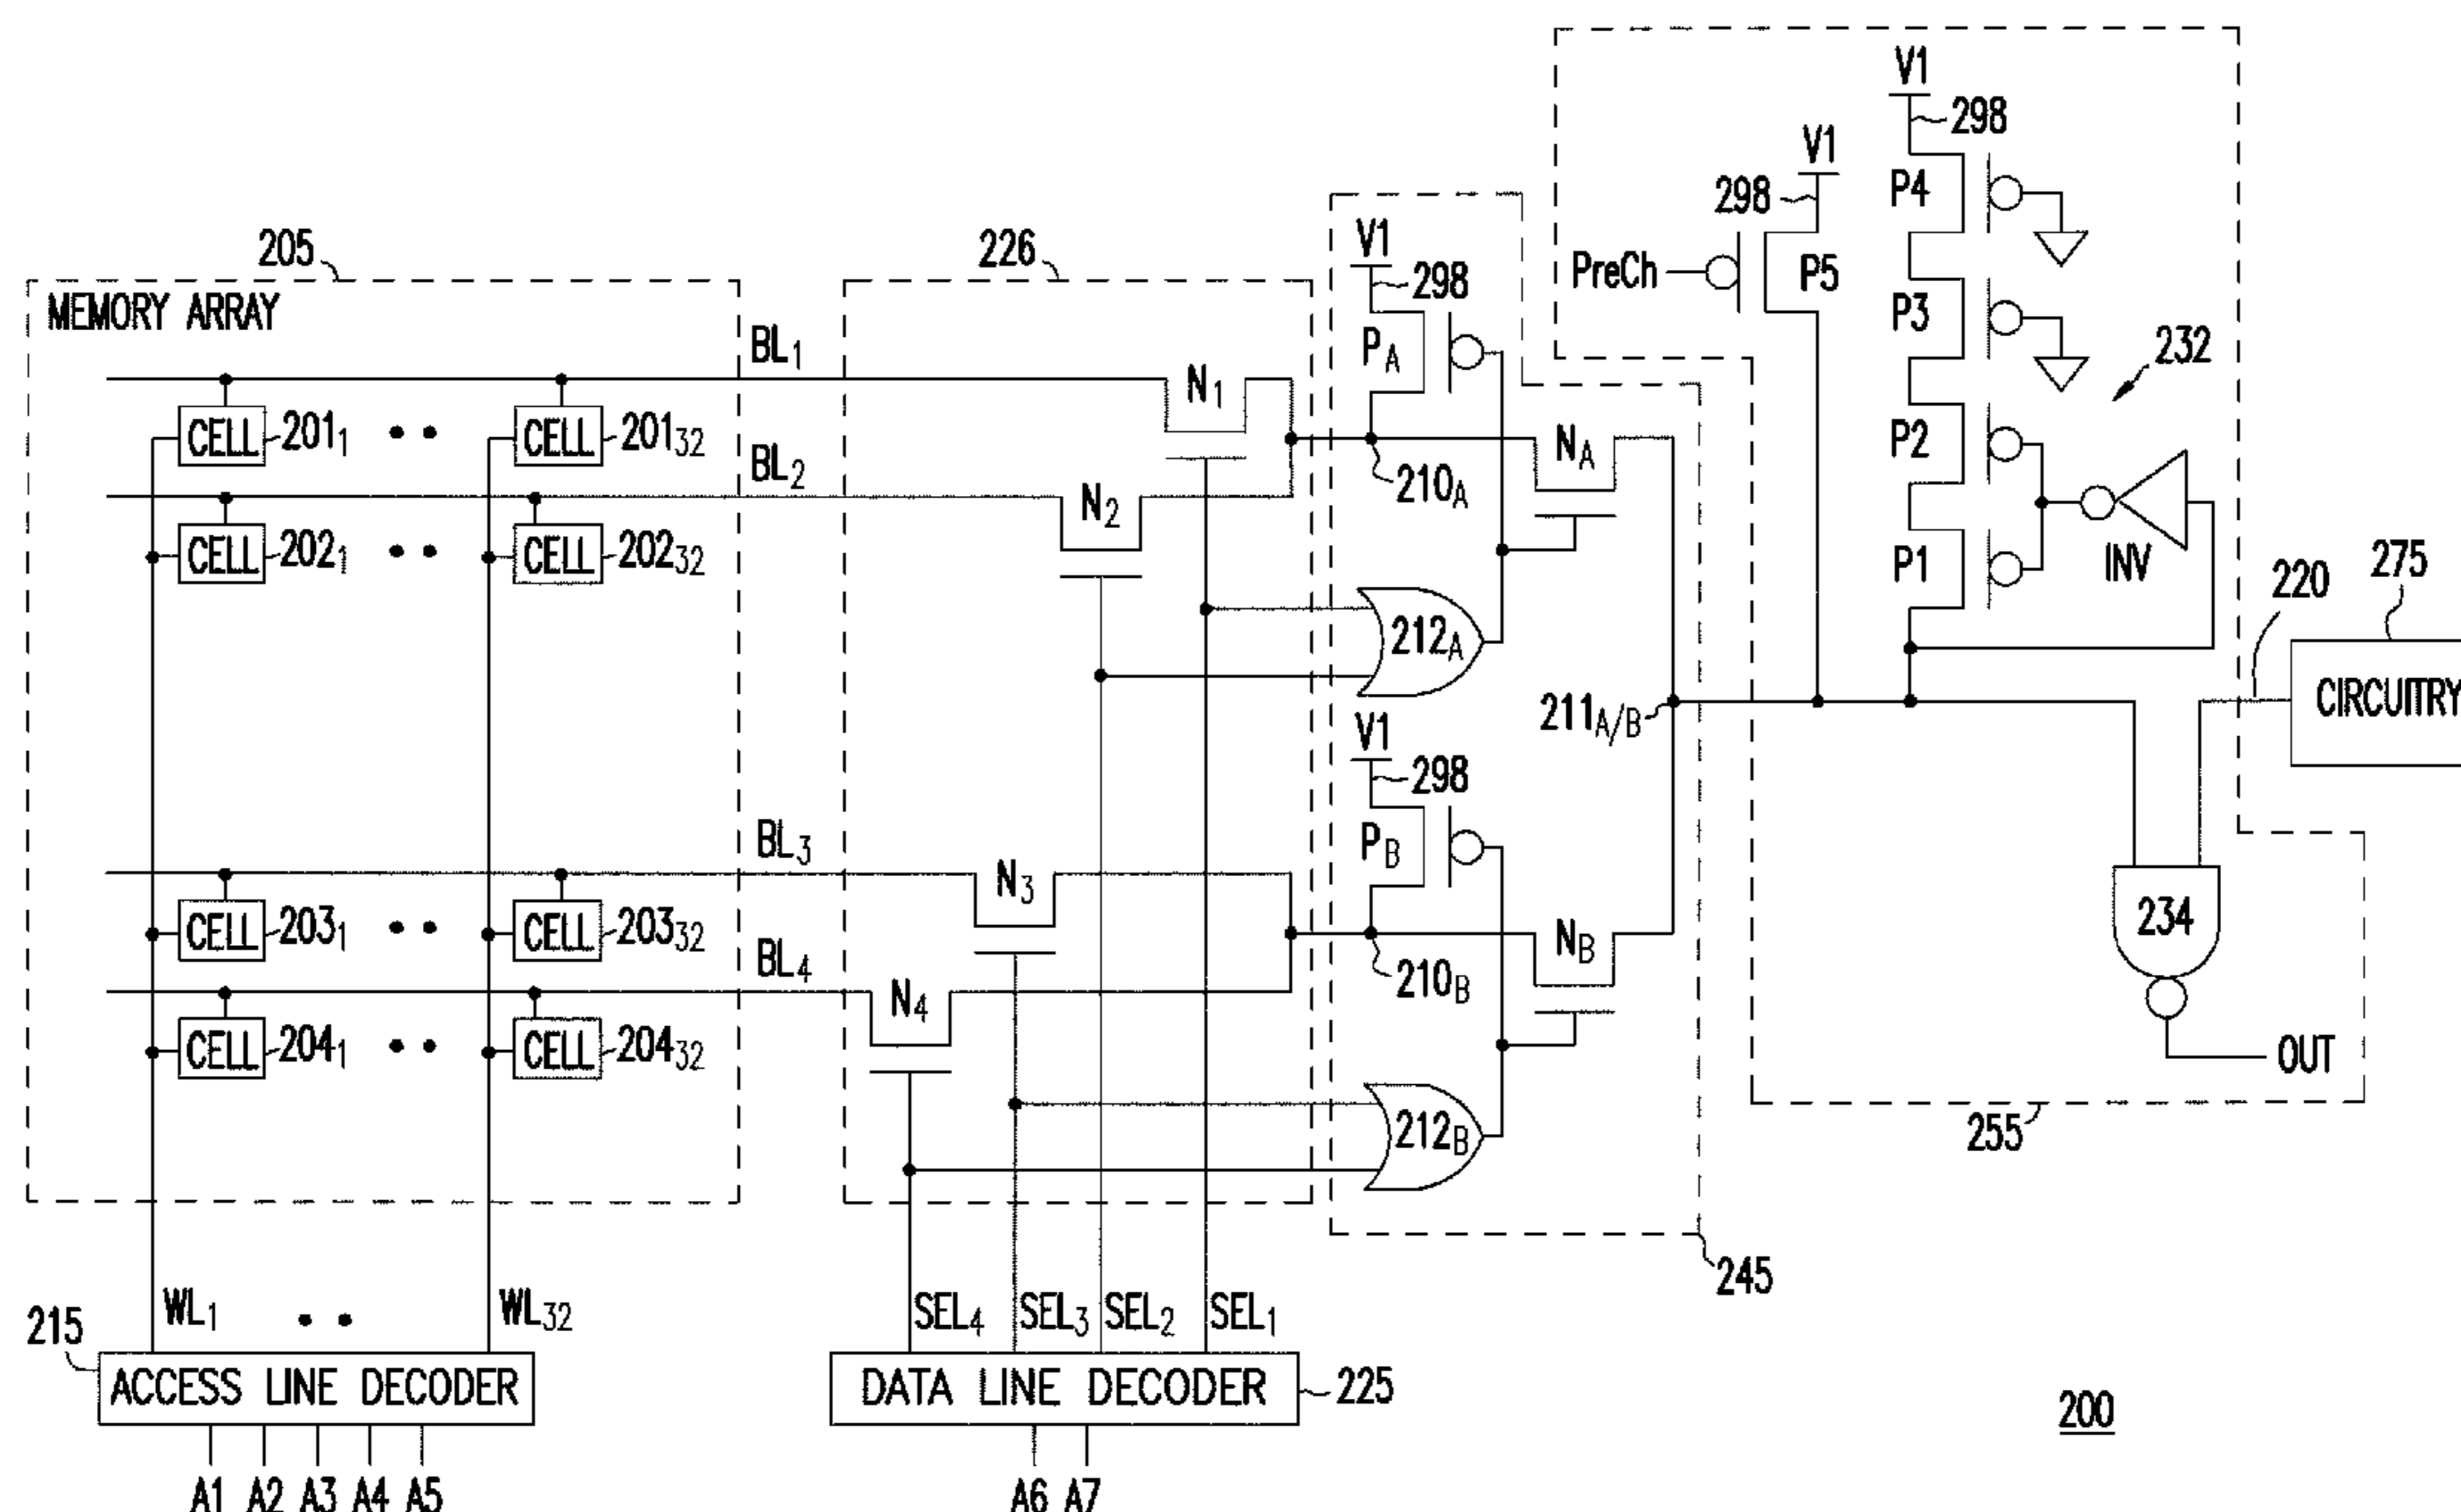 V1
298
V1
298
P4
P5
PreCh
P3
232
P2
P1
INV
220
275
CIRCUITRY
205
MEMORY ARRAY
226
V1
298
PA
NA
210A
212A
211A/B
V1
298
PB
NB
210B
212B
245
234
OUT
255
BL1
N1
CELL 2011 • • CELL 20132
BL2
N2
CELL 2021 • • CELL 20232
BL3
N3
CELL 2031 • • CELL 20332
BL4
N4
CELL 2041 • • CELL 20432
WL1 • • WL32
SEL4 SEL3 SEL2 SEL1
215
ACCESS LINE DECODER
DATA LINE DECODER
225
A1 A2 A3 A4 A5
A6 A7
200